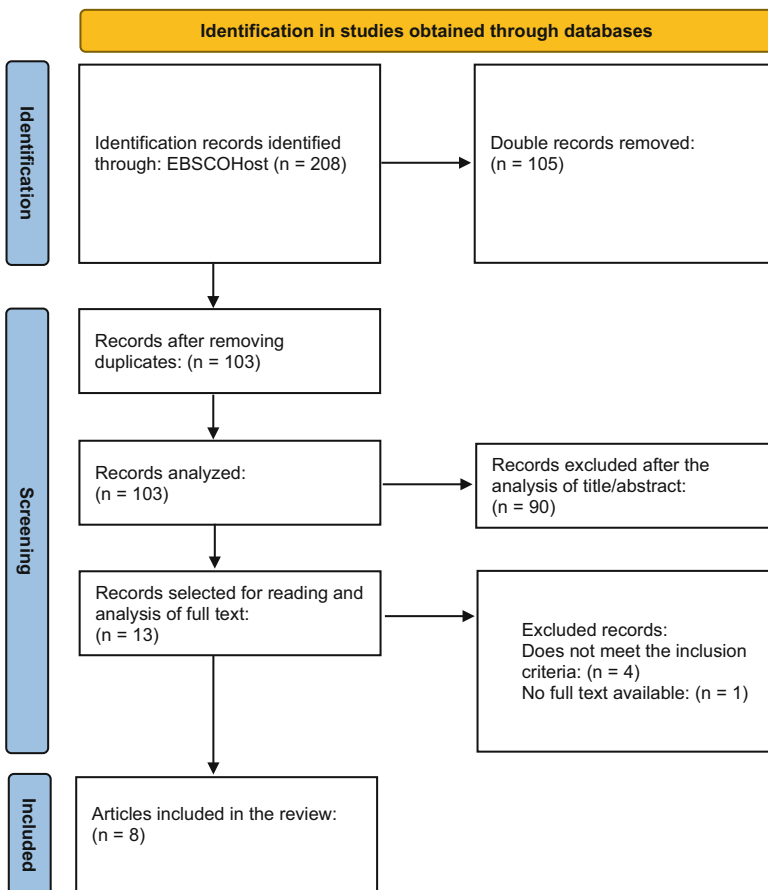 Identification in studies obtained through databases
Identification
Identification records identified
through: EBSCOHost (n = 208)
Double records removed:
(n = 105)
Screening
Records after removing
duplicates: (n = 103)
Records analyzed:
(n = 103)
Records excluded after the
analysis of title/abstract:
(n = 90)
Records selected for reading and
analysis of full text:
(n = 13)
Excluded records:
Does not meet the inclusion
criteria: (n = 4)
No full text available: (n = 1)
Included
Articles included in the review:
(n = 8)